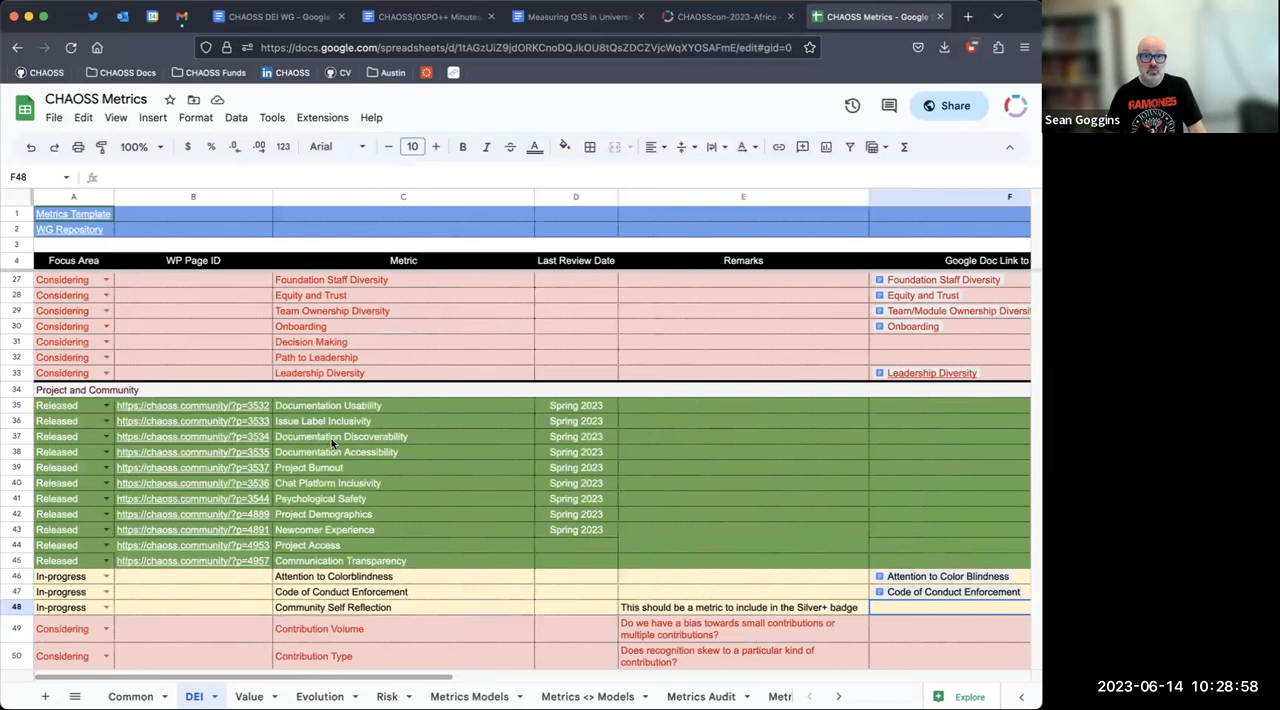 CHAOSS DEI WG - Google
CHAOSS/OSPO++ Minutes
Measuring OSS in Universi
CHAOSScon-2023-Africa -
CHAOSS Metrics - Google
https://docs.google.com/spreadsheets/d/1tAGzUiZ9jdORKCnoDQJkOU8tQsZDCZVjcWqXYOSAFmE/edit#gid=0
CHAOSS
CHAOSS Docs
CHAOSS Funds
CHAOSS
CV
Austin
CHAOSS Metrics
File Edit View Insert Format Data Tools Extensions Help
Share
100% $ % .0 .00 123 Arial 10 B I A
F48 fx
A B C D E F
1 Metrics Template
2 WG Repository
3
4 Focus Area WP Page ID Metric Last Review Date Remarks Google Doc Link to
27 Considering Foundation Staff Diversity Foundation Staff Diversity
28 Considering Equity and Trust Equity and Trust
29 Considering Team Ownership Diversity Team/Module Ownership Diversi
30 Considering Onboarding Onboarding
31 Considering Decision Making
32 Considering Path to Leadership
33 Considering Leadership Diversity Leadership Diversity
34 Project and Community
35 Released https://chaoss.community/?p=3532 Documentation Usability Spring 2023
36 Released https://chaoss.community/?p=3533 Issue Label Inclusivity Spring 2023
37 Released https://chaoss.community/?p=3534 Documentation Discoverability Spring 2023
38 Released https://chaoss.community/?p=3535 Documentation Accessibility Spring 2023
39 Released https://chaoss.community/?p=3537 Project Burnout Spring 2023
40 Released https://chaoss.community/?p=3536 Chat Platform Inclusivity Spring 2023
41 Released https://chaoss.community/?p=3544 Psychological Safety Spring 2023
42 Released https://chaoss.community/?p=4889 Project Demographics Spring 2023
43 Released https://chaoss.community/?p=4891 Newcomer Experience Spring 2023
44 Released https://chaoss.community/?p=4953 Project Access
45 Released https://chaoss.community/?p=4957 Communication Transparency
46 In-progress Attention to Colorblindness Attention to Color Blindness
47 In-progress Code of Conduct Enforcement Code of Conduct Enforcement
48 In-progress Community Self Reflection This should be a metric to include in the Silver+ badge
49 Considering Contribution Volume Do we have a bias towards small contributions or
multiple contributions?
50 Considering Contribution Type Does recognition skew to a particular kind of
contribution?
Common DEI Value Evolution Risk Metrics Models Metrics <> Models Metrics Audit Metri
Explore
RAMONES
Sean Goggins
2023-06-14 10:28:58